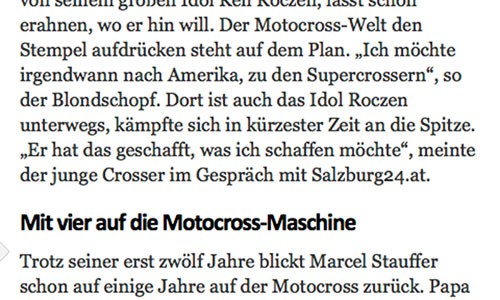 von seinem großen Idol Ken Roczen, lässt schon
erahnen, wo er hin will. Der Motocross-Welt den
Stempel aufdrücken steht auf dem Plan. „Ich möchte
irgendwann nach Amerika, zu den Supercrossern“, so
der Blondschopf. Dort ist auch das Idol Roczen
unterwegs, kämpfte sich in kürzester Zeit an die Spitze.
„Er hat das geschafft, was ich schaffen möchte“, meinte
der junge Crosser im Gespräch mit Salzburg24.at.
Mit vier auf die Motocross-Maschine
Trotz seiner erst zwölf Jahre blickt Marcel Stauffer
schon auf einige Jahre auf der Motocross zurück. Papa